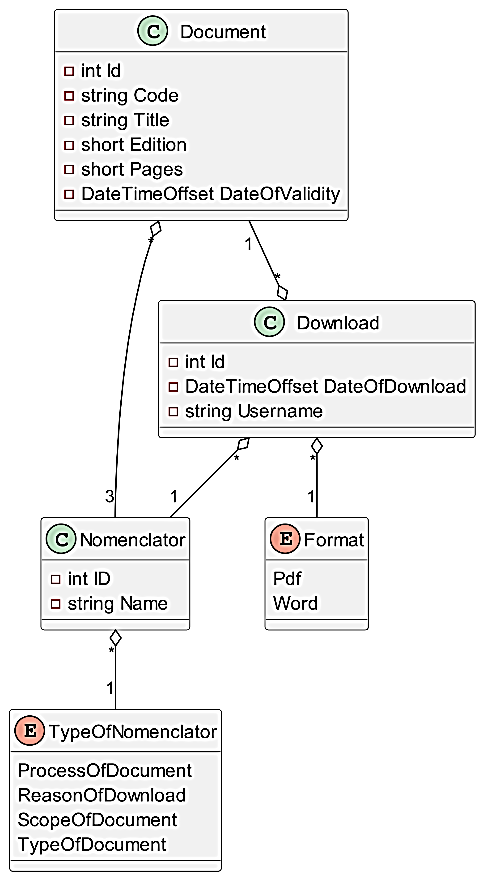 C Document
int Id
string Code
string Title
short Edition
short Pages
DateTimeOffset DateOfValidity
*
1
*
C Download
int Id
DateTimeOffset DateOfDownload
string Username
*
*
3
1
1
C Nomenclator
int ID
string Name
E Format
Pdf
Word
*
1
E TypeOfNomenclator
ProcessOfDocument
ReasonOfDownload
ScopeOfDocument
TypeOfDocument